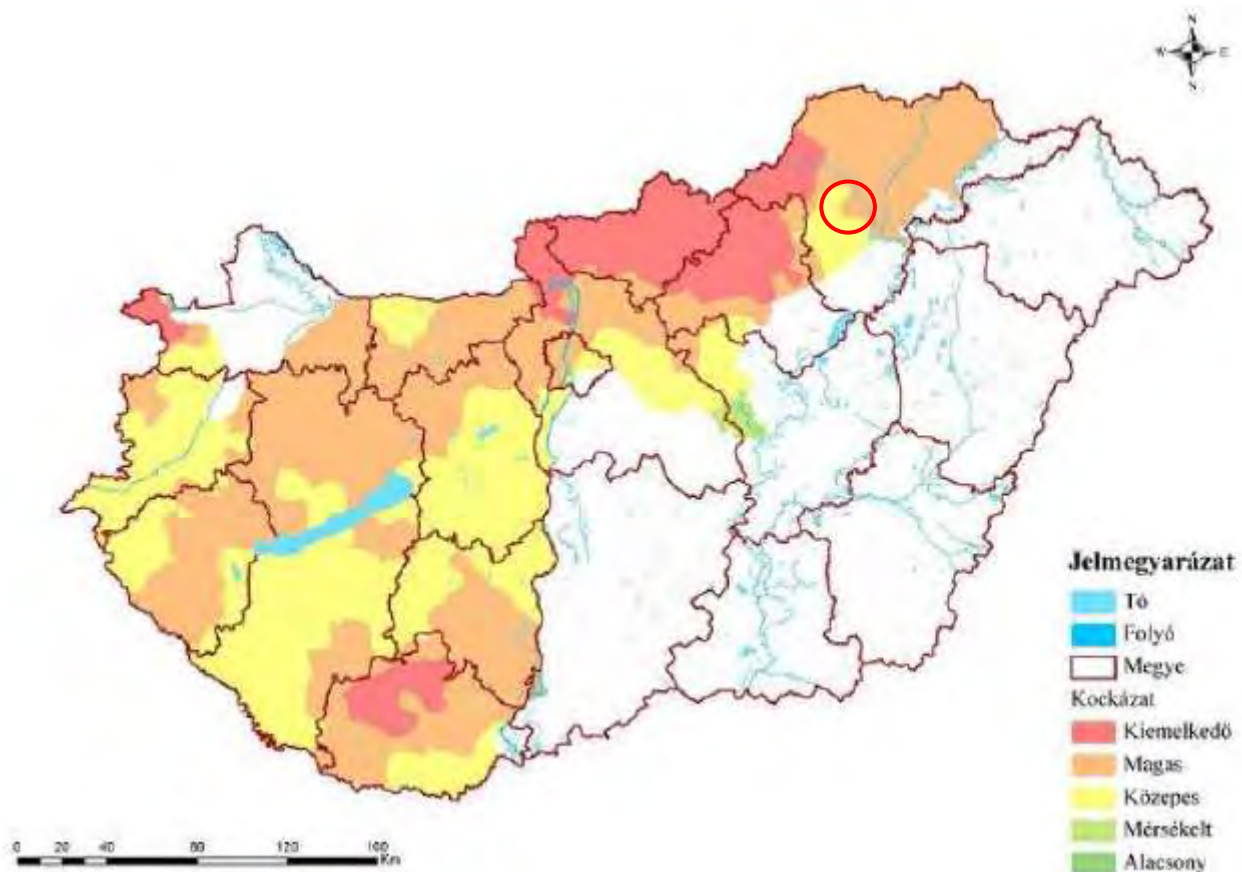 N
W E
N
Jelmegyarázat
Tó
Folyó
Megye
Kockázat
Kiemelkedő
Magas
Közepes
Mérsékelt
Alacsony
0 20 40 80 120 160
Km